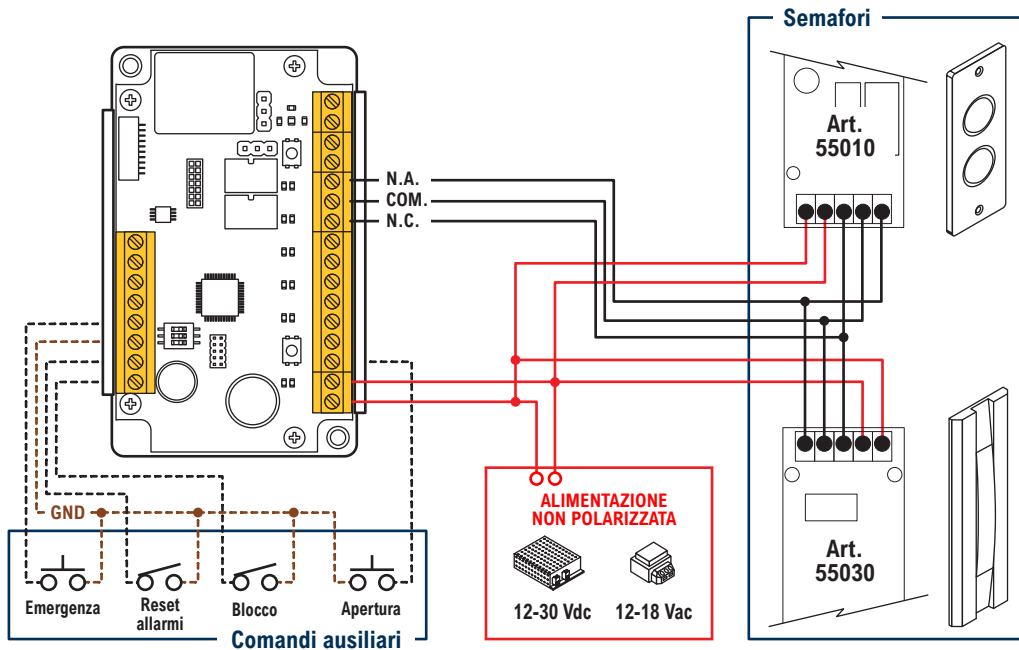 Semafori
Art.
55010
N.A.
COM.
N.C.
ALIMENTAZIONE
NON POLARIZZATA
12-30 Vdc
12-18 Vac
Art.
55030
GND
Emergenza
Reset
allarmi
Blocco
Apertura
Comandi ausiliari